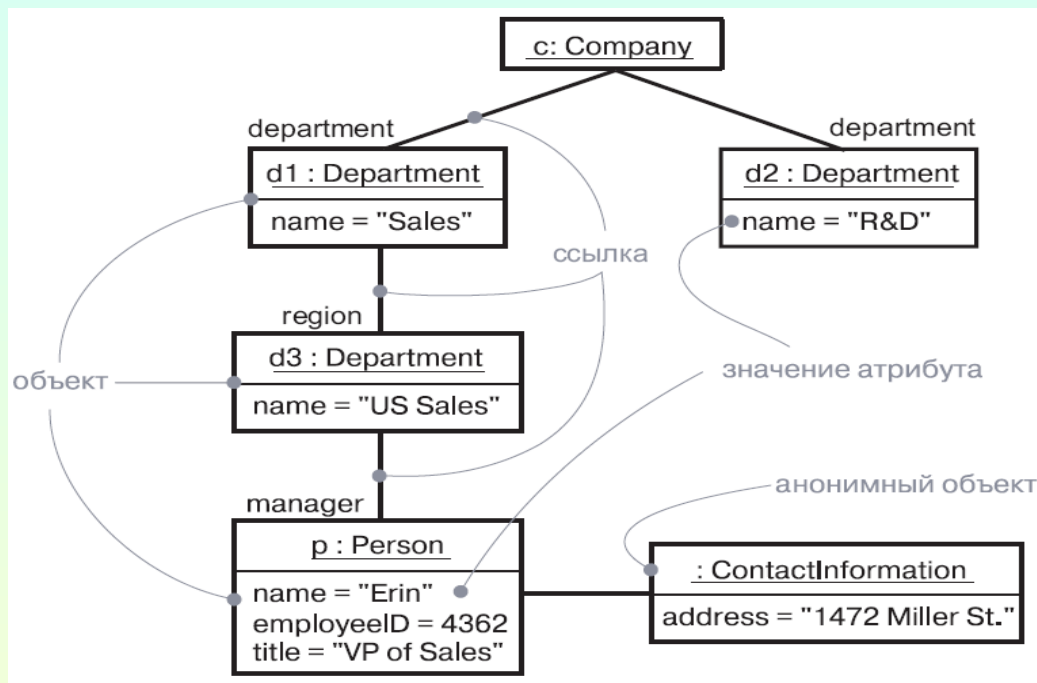 c: Company
department
department
d1 : Department
d2 : Department
name = "Sales"
name = "R&D"
ссылка
region
d3 : Department
объект
значение атрибута
name = "US Sales"
анонимный объект
manager
p : Person
: ContactInformation
name = "Erin"
employeeID = 4362
address = "1472 Miller St."
title = "VP of Sales"